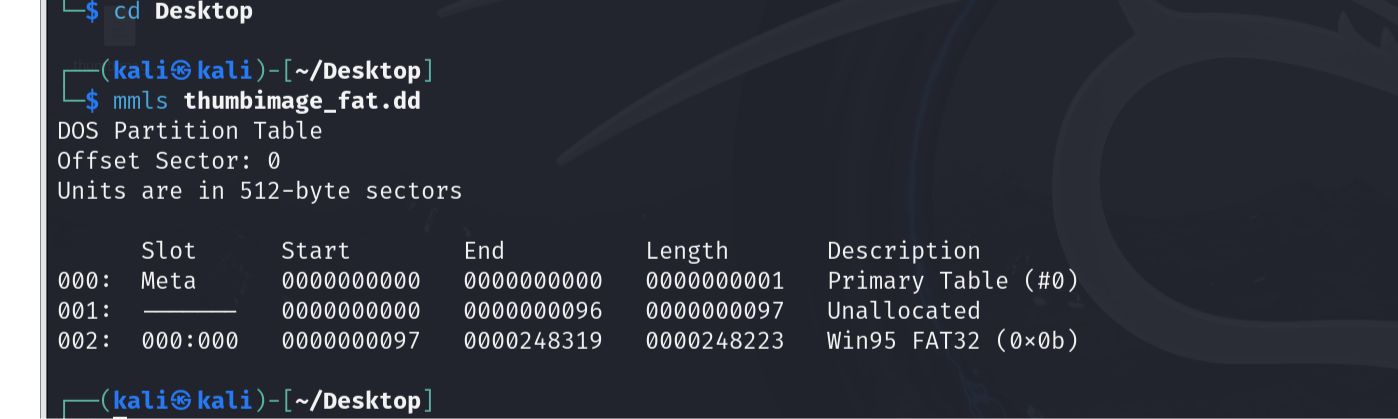 └─$ cd Desktop
┌──(kali㉿kali)-[~/Desktop]
└─$ mmls thumbimage_fat.dd
DOS Partition Table
Offset Sector: 0
Units are in 512-byte sectors
      Slot      Start        End          Length       Description
000:  Meta      0000000000   0000000000   0000000001   Primary Table (#0)
001:  -------   0000000000   0000000096   0000000097   Unallocated
002:  000:000   0000000097   0000248319   0000248223   Win95 FAT32 (0x0b)
┌──(kali㉿kali)-[~/Desktop]